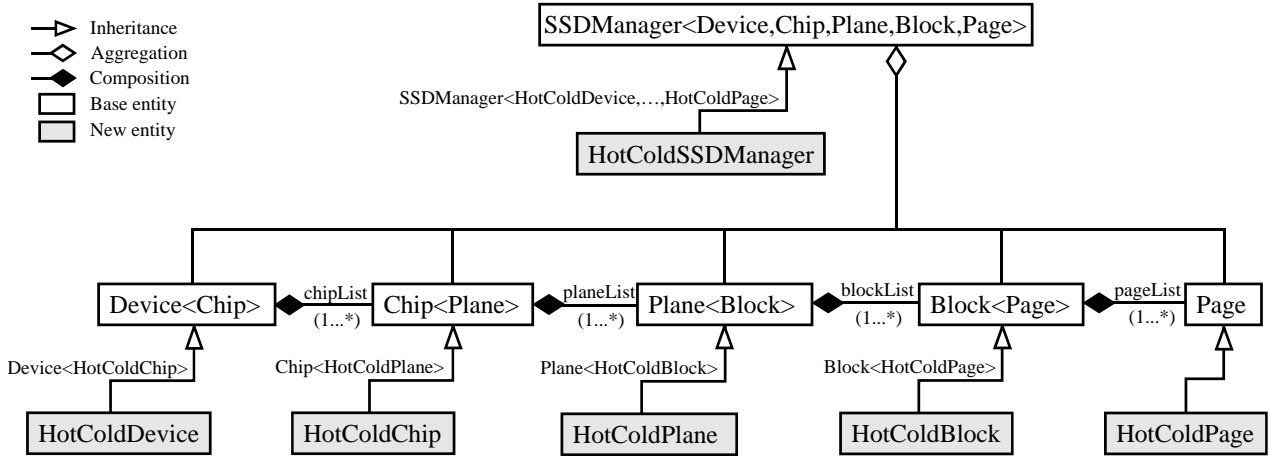 SSDManager<Device,Chip,Plane,Block,Page>
Inheritance
Aggregation
Composition
Base entity
New entity
SSDManager<HotColdDevice,...,HotColdPage>
HotColdSSDManager
Device<Chip>
chipList
(1...*)
Chip<Plane>
planeList
(1...*)
Plane<Block>
blockList
(1...*)
Block<Page>
pageList
(1...*)
Page
Device<HotColdChip>
Chip<HotColdPlane>
Plane<HotColdBlock>
Block<HotColdPage>
HotColdDevice
HotColdChip
HotColdPlane
HotColdBlock
HotColdPage